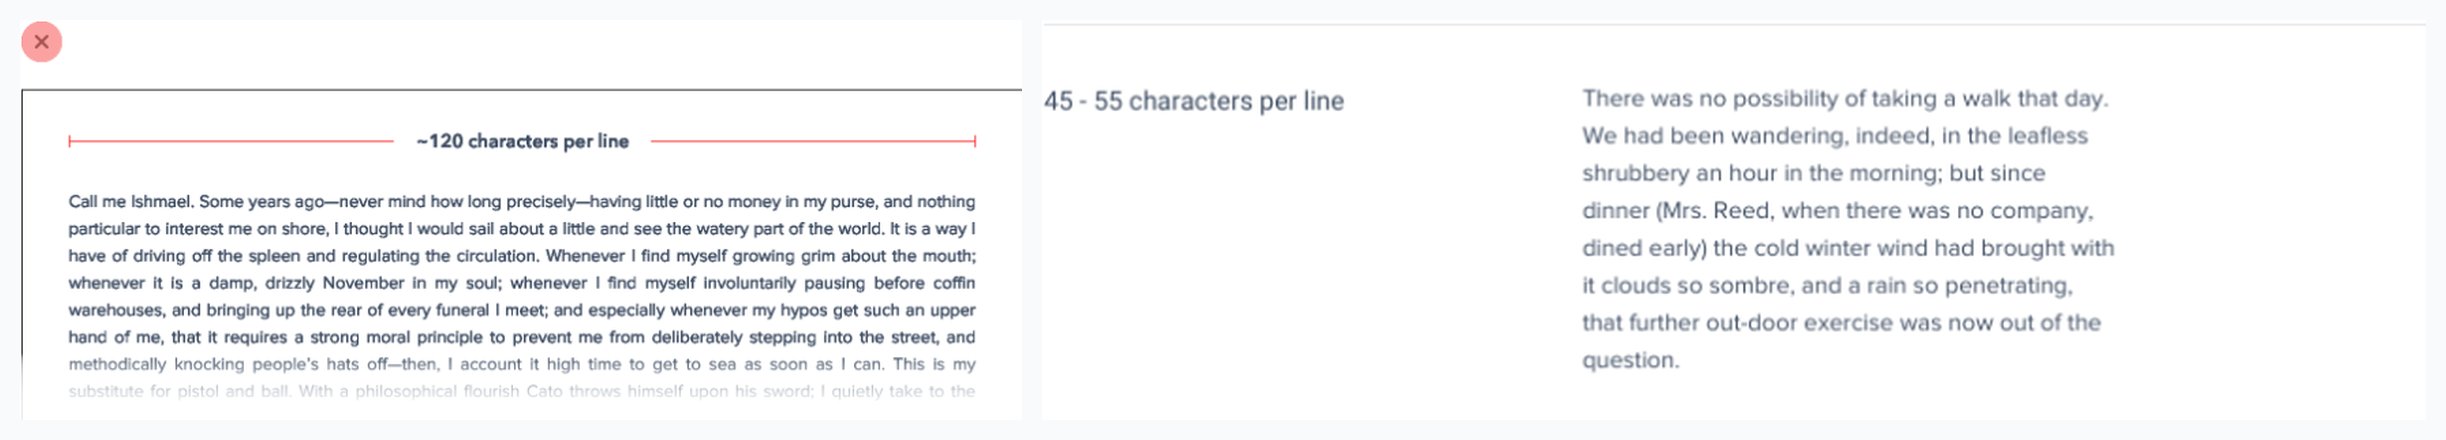 ~120 characters per line
Call me Ishmael. Some years ago—never mind how long precisely—having little or no money in my purse, and nothing
particular to interest me on shore, I thought I would sail about a little and see the watery part of the world. It is a way I
have of driving off the spleen and regulating the circulation. Whenever I find myself growing grim about the mouth;
whenever it is a damp, drizzly November in my soul; whenever I find myself involuntarily pausing before coffin
warehouses, and bringing up the rear of every funeral I meet; and especially whenever my hypos get such an upper
hand of me, that it requires a strong moral principle to prevent me from deliberately stepping into the street, and
methodically knocking people's hats off—then, I account it high time to get to sea as soon as I can. This is my
substitute for pistol and ball. With a philosophical flourish Cato throws himself upon his sword; I quietly take to the
45 - 55 characters per line
There was no possibility of taking a walk that day.
We had been wandering, indeed, in the leafless
shrubbery an hour in the morning; but since
dinner (Mrs. Reed, when there was no company,
dined early) the cold winter wind had brought with
it clouds so sombre, and a rain so penetrating,
that further out-door exercise was now out of the
question.